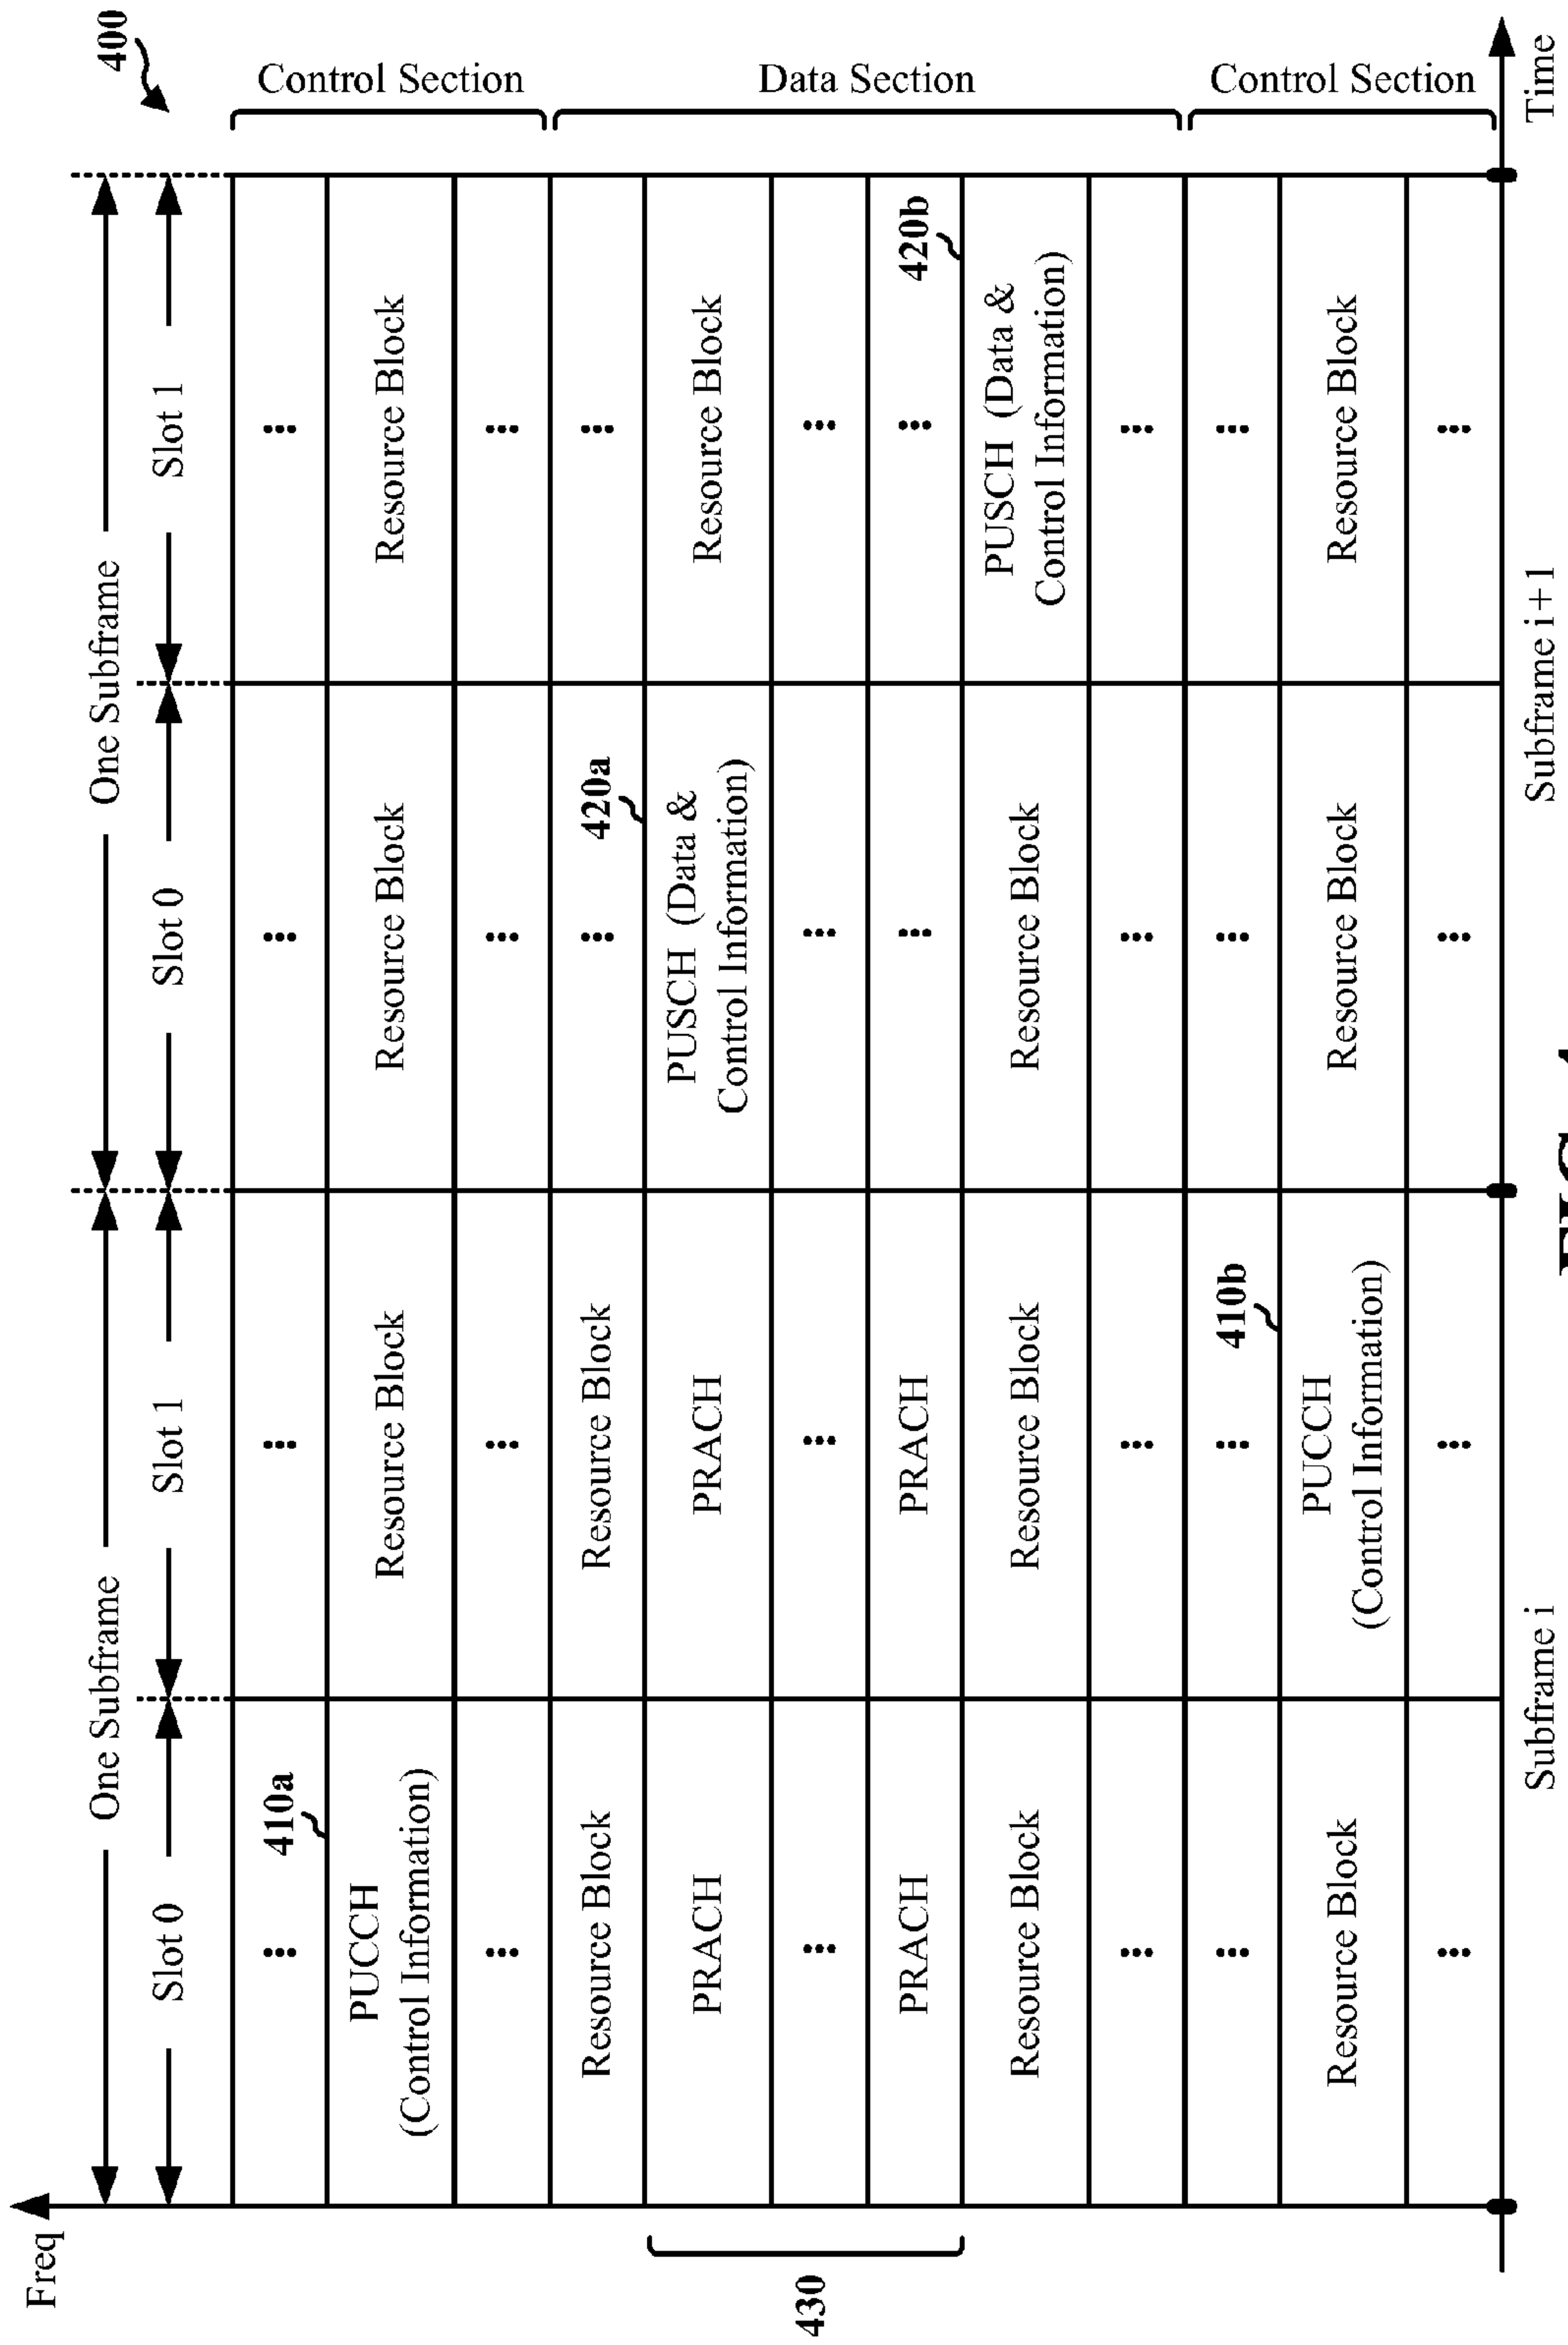 400
One Subframe
One Subframe
Slot 0
Slot 1
Slot 0
Slot 1
Freq
...
...
...
...
Control Section
410a
PUCCH
(Control Information)
Resource Block
Resource Block
Resource Block
...
...
...
...
Resource Block
Resource Block
...
...
Data Section
420a
430
PRACH
PRACH
PUSCH (Data &
Control Information)
Resource Block
...
...
...
...
PRACH
PRACH
...
...
420b
Resource Block
Resource Block
Resource Block
PUSCH (Data &
Control Information)
...
...
...
...
...
...
...
...
Control Section
410b
Resource Block
PUCCH
(Control Information)
Resource Block
Resource Block
...
...
...
...
Time
Subframe i
Subframe i+1